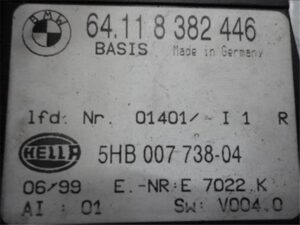 BMW
64.11 8 382 446
BASIS Made in Germany
lfd. Nr. 01401/ - I 1 R
HELLA 5HB 007 738-04
06/99 E.-NR:E 7022.K
AI : 01 SW: V004.0